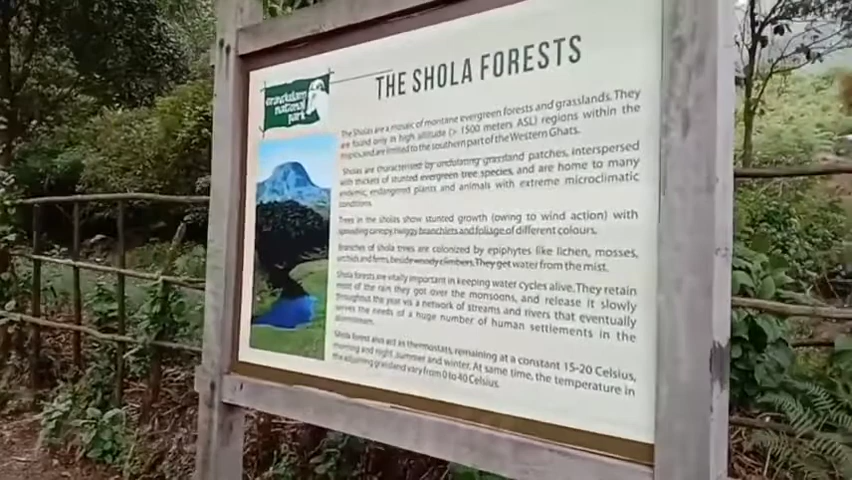 eravikulam
national
park
THE SHOLA FORESTS
The Sholas are a mosaic of montane evergreen forests and grasslands. They
are found only in high altitude (> 1500 meters ASL) regions within the
tropics and are limited to the southern part of the Western Ghats.
Sholas are characterised by undulating grassland patches, interspersed
with thickets of stunted evergreen tree species, and are home to many
endemic, endangered plants and animals with extreme microclimatic
conditions.
Trees in the sholas show stunted growth (owing to wind action) with
spreading canopy, twiggy branchlets and foliage of different colours.
Branches of shola trees are colonized by epiphytes like lichen, mosses,
orchids and ferns, beside woody climbers. They get water from the mist.
Shola forests are vitally important in keeping water cycles alive. They retain
most of the rain they got over the monsoons, and release it slowly
throughout the year via a network of streams and rivers that eventually
serves the needs of a huge number of human settlements in the
downstream.
Shola forests also act as thermostats, remaining at a constant 15-20 Celsius,
morning and night, summer and winter. At same time, the temperature in
the adjoining grassland vary from 0 to 40 Celsius.